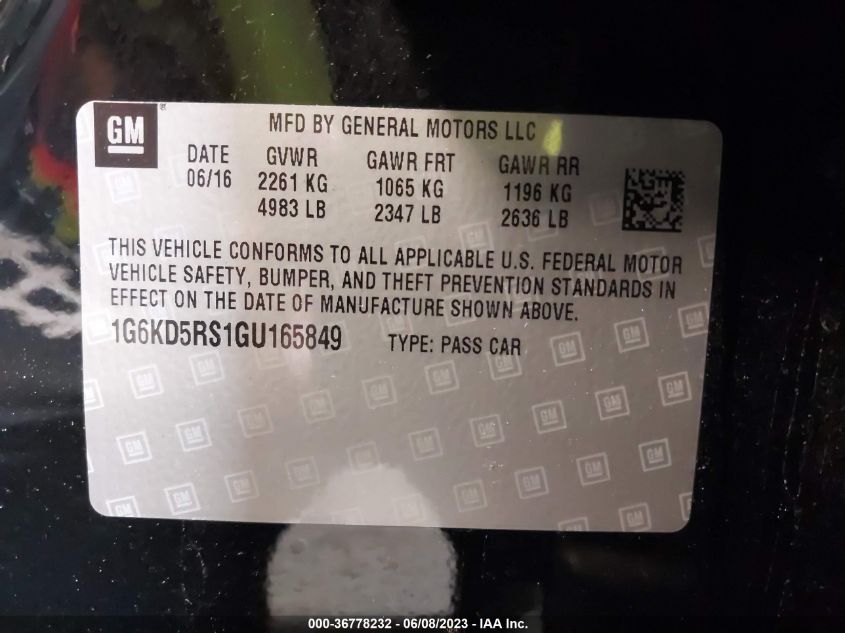 GM
MFD BY GENERAL MOTORS LLC
DATE GVWR GAWR FRT GAWR RR
06/16 2261 KG 1065 KG 1196 KG
4983 LB 2347 LB 2636 LB
THIS VEHICLE CONFORMS TO ALL APPLICABLE U.S. FEDERAL MOTOR
VEHICLE SAFETY, BUMPER, AND THEFT PREVENTION STANDARDS IN
EFFECT ON THE DATE OF MANUFACTURE SHOWN ABOVE.
1G6KD5RS1GU165849 TYPE: PASS CAR
000-36778232 - 06/08/2023 - IAA Inc.